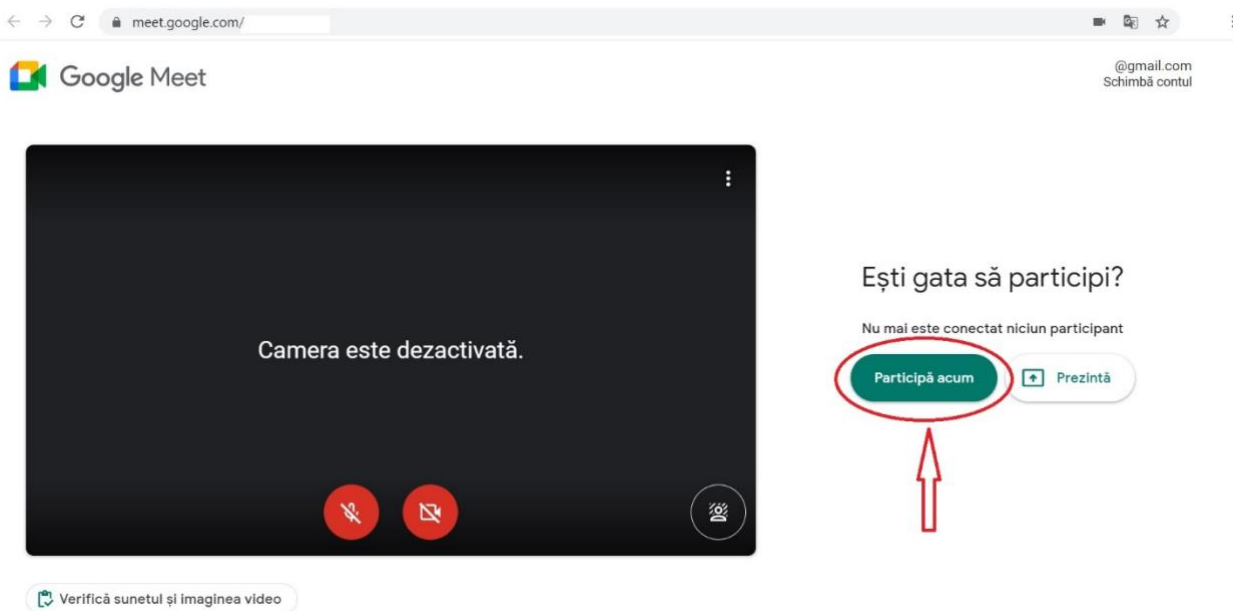 meet.google.com/
Google Meet
@gmail.com
Schimbă contul
Camera este dezactivată.
Ești gata să participi?
Nu mai este conectat niciun participant
Participă acum
Prezintă
Verifică sunetul și imaginea video